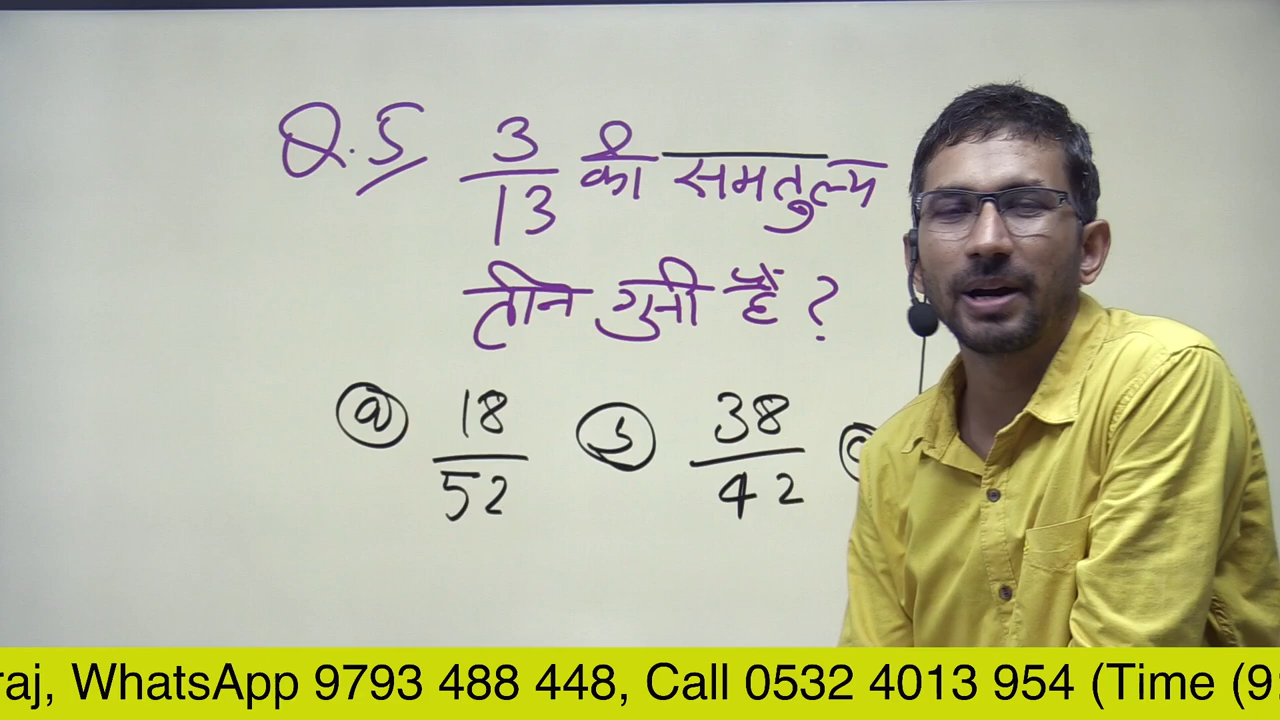 Q.5 3/13 की समतुल्य
तीन गुनी है ?
(a) 18/52 (b) 38/42
raj, WhatsApp 9793 488 448, Call 0532 4013 954 (Time (9: